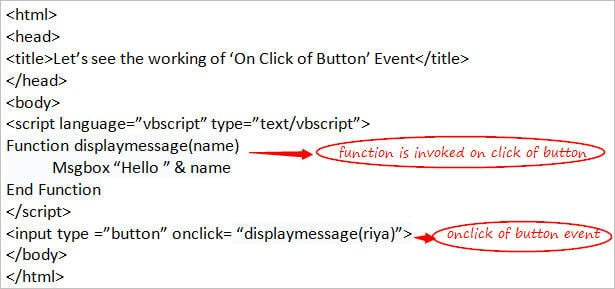 <html>
<head>
<title>Let’s see the working of ‘On Click of Button’ Event</title>
</head>
<body>
<script language=”vbscript” type=”text/vbscript”>
Function displaymessage(name)
function is invoked on click of button
Msgbox “Hello ” & name
End Function
</script>
<input type =”button” onclick= “displaymessage(riya)”>
onclick of button event
</body>
</html>